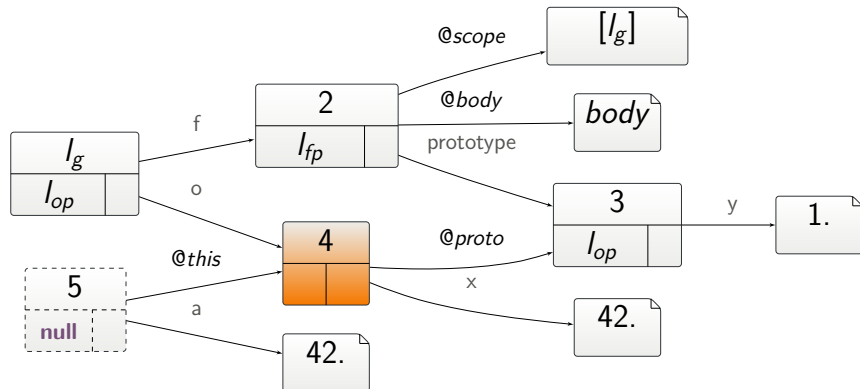 @scope
[l_g]
2
@body
body
f
l_fp
prototype
l_g
l_op
o
3
y
1.
4
@proto
l_op
@this
5
x
a
null
42.
42.